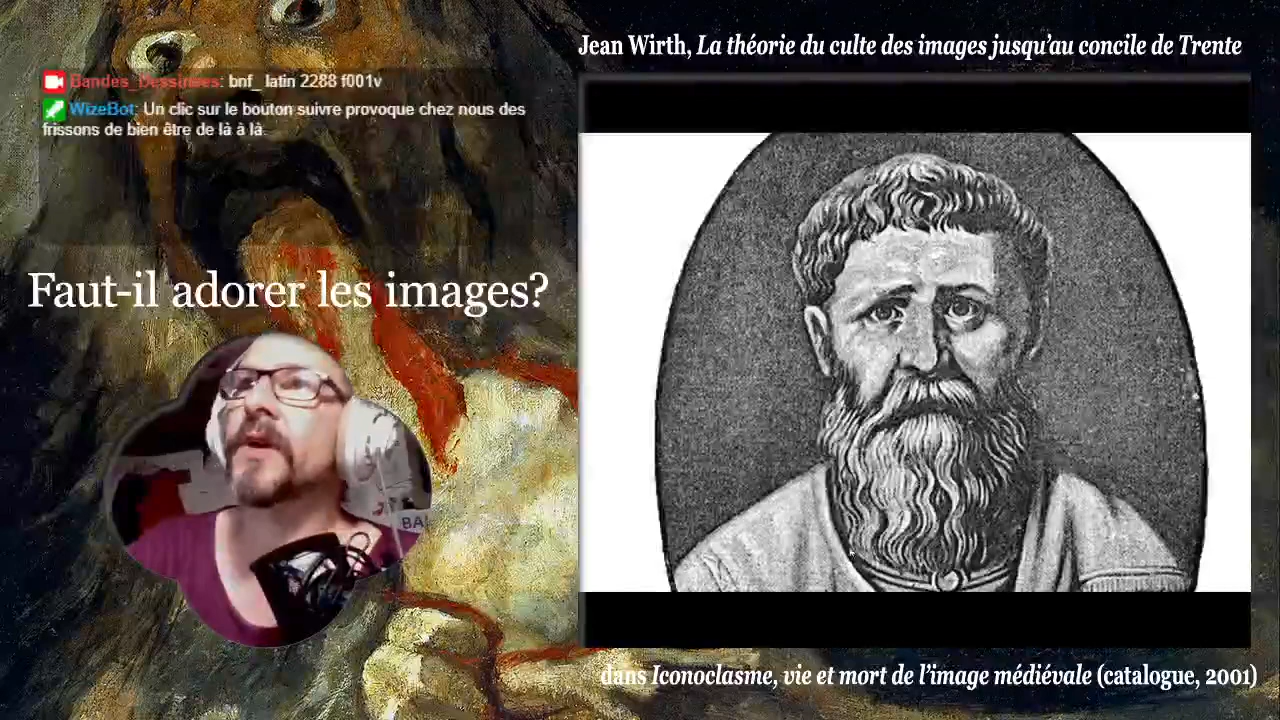 Jean Wirth, La théorie du culte des images jusqu'au concile de Trente
Bandes_Dessinées: bnf_ latin 2288 f001v
WizeBot: Un clic sur le bouton suivre provoque chez nous des
frissons de bien être de là à là.
Faut-il adorer les images?
BA
dans Iconoclasme, vie et mort de l'image médiévale (catalogue, 2001)